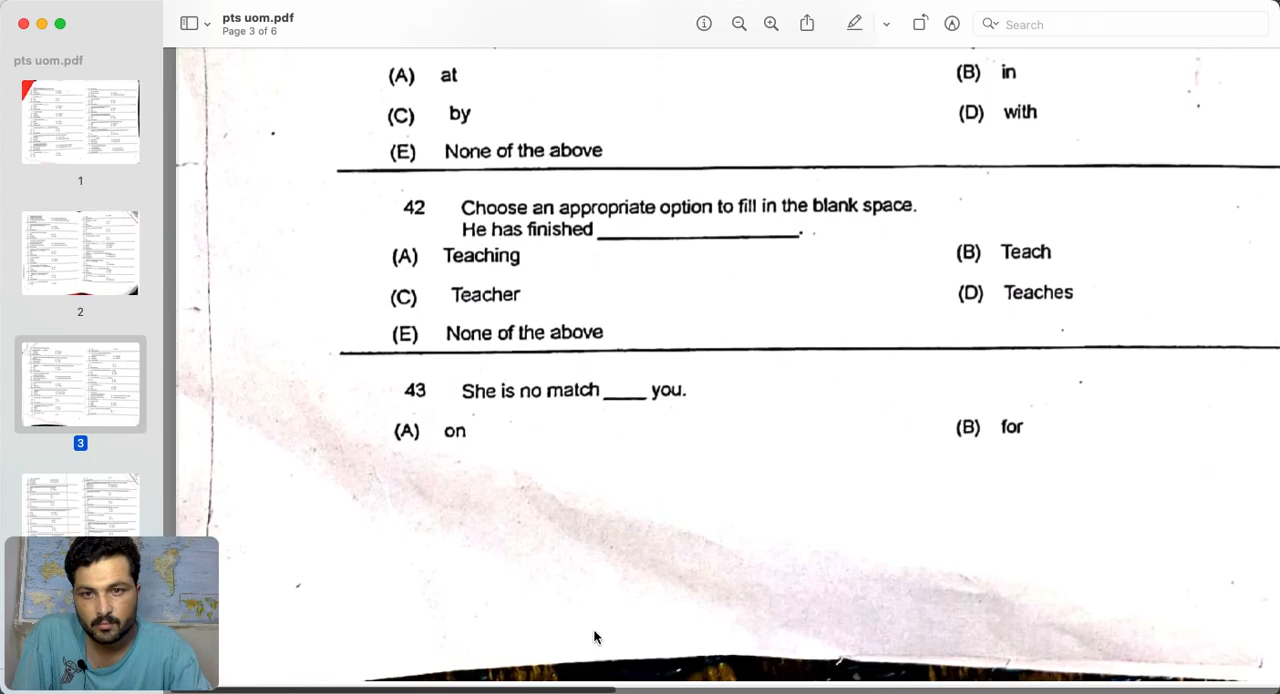 pts uom.pdf
Page 3 of 6
Search
pts uom.pdf
1
2
3
(A) at (B) in
(C) by (D) with
(E) None of the above
42 Choose an appropriate option to fill in the blank space.
He has finished ____________________.
(A) Teaching (B) Teach
(C) Teacher (D) Teaches
(E) None of the above
43 She is no match ____ you.
(A) on (B) for